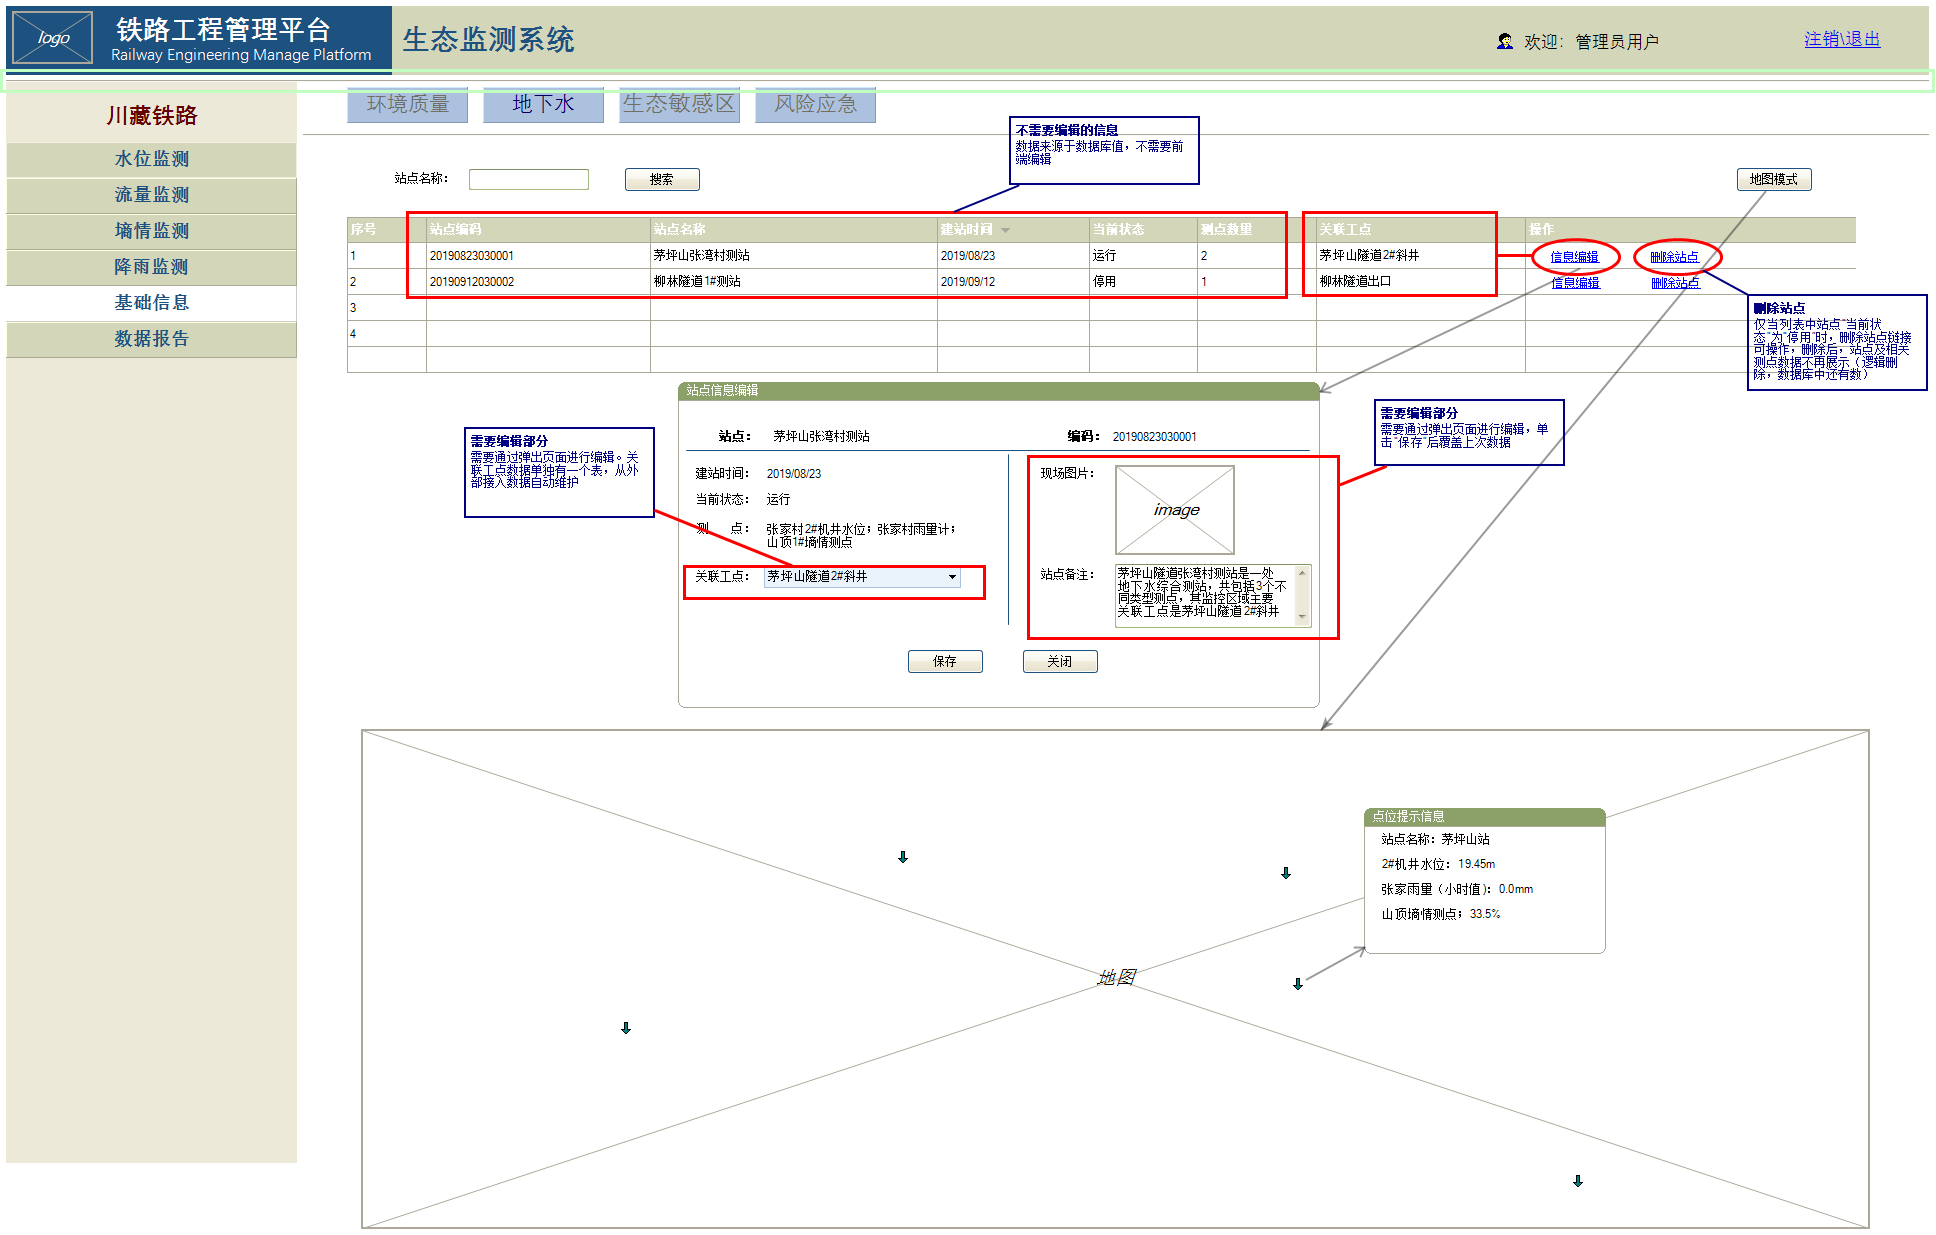 logo
铁路工程管理平台
Railway Engineering Manage Platform
生态监测系统
欢迎：管理员用户
注销\退出
川藏铁路
水位监测
流量监测
墒情监测
降雨监测
基础信息
数据报告
环境质量
地下水
生态敏感区
风险应急
不需要编辑的信息
数据来源于数据库值，不需要前
端编辑
站点名称：
搜索
地图模式
序号 站点编码 站点名称 建站时间 当前状态 测点数量 关联工点 操作
1 20190823030001 茅坪山张湾村测站 2019/08/23 运行 2 茅坪山隧道2#斜井 信息编辑 删除站点
2 20190912030002 柳林隧道1#测站 2019/09/12 停用 1 柳林隧道出口 信息编辑 删除站点
3
4
删除站点
仅当列表中站点"当前状
态"为"停用"时，删除站点链接
可操作，删除后，站点及相关
测点数据不再展示（逻辑删
除，数据库中还有数）
站点信息编辑
站点： 茅坪山张湾村测站
编码： 20190823030001
建站时间： 2019/08/23
当前状态： 运行
测 点： 张家村2#机井水位；张家村雨量计；
山顶1#墒情测点
关联工点： 茅坪山隧道2#斜井
现场图片：
image
站点备注：
茅坪山隧道张湾村测站是一处
地下水综合测站，共包括3个不
同类型测点，其监控区域主要
关联工点是茅坪山隧道2#斜井
保存
关闭
需要编辑部分
需要通过弹出页面进行编辑。关
联工点数据单独有一个表，从外
部接入数据自动维护
需要编辑部分
需要通过弹出页面进行编辑，单
击"保存"后覆盖上次数据
地图
点位提示信息
站点名称：茅坪山站
2#机井水位：19.45m
张家雨量（小时值）：0.0mm
山顶墒情测点；33.5%